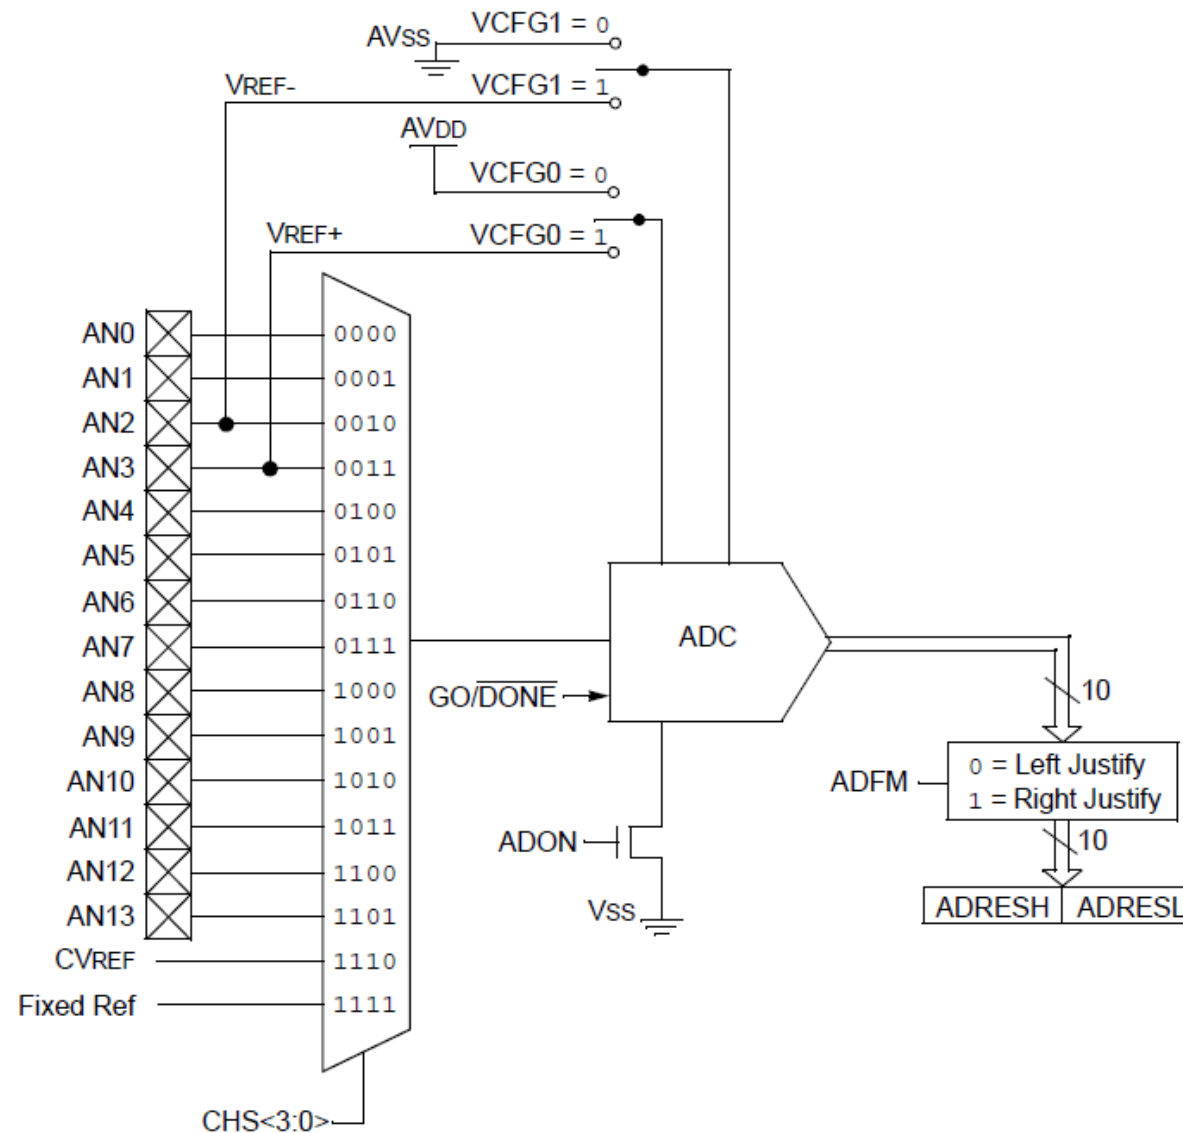 VCFG1 = 0
AVSS
VREF-
VCFG1 = 1
AVDD
VCFG0 = 0
VREF+
VCFG0 = 1
AN0 0000
AN1 0001
AN2 0010
AN3 0011
AN4 0100
AN5 0101
AN6 0110
AN7 0111
AN8 1000
AN9 1001
AN10 1010
AN11 1011
AN12 1100
AN13 1101
CVREF 1110
Fixed Ref 1111
CHS<3:0>
ADC
GO/DONE
10
ADFM
0 = Left Justify
1 = Right Justify
10
ADON
VSS
ADRESH ADRESL